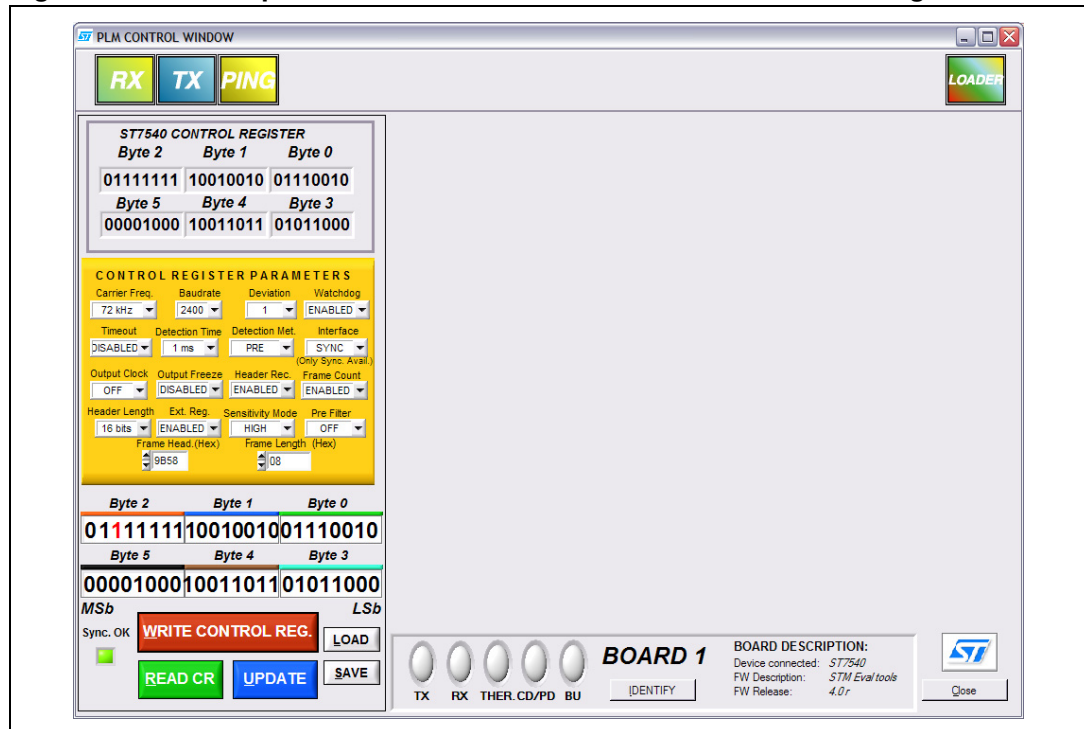 PLM CONTROL WINDOW
RX TX PING LOADER
ST7540 CONTROL REGISTER
Byte 2 Byte 1 Byte 0
01111111 10010010 01110010
Byte 5 Byte 4 Byte 3
00001000 10011011 01011000
CONTROL REGISTER PARAMETERS
Carrier Freq. Baudrate Deviation Watchdog
72 kHz 2400 1 ENABLED
Timeout Detection Time Detection Met. Interface
DISABLED 1 ms PRE SYNC
(Only Sync. Avail.)
Output Clock Output Freeze Header Rec. Frame Count
OFF DISABLED ENABLED ENABLED
Header Length Ext. Reg. Sensitivity Mode Pre Filter
16 bits ENABLED HIGH OFF
Frame Head.(Hex) Frame Length (Hex)
9B58 08
Byte 2 Byte 1 Byte 0
01111111 10010010 01110010
Byte 5 Byte 4 Byte 3
00001000 10011011 01011000
MSb LSb
Sync. OK WRITE CONTROL REG. LOAD
READ CR UPDATE SAVE
TX RX THER. CD/PD BU
BOARD 1
IDENTIFY
BOARD DESCRIPTION:
Device connected: ST7540
FW Description: STM Eval tools
FW Release: 4.0 r
ST
Close